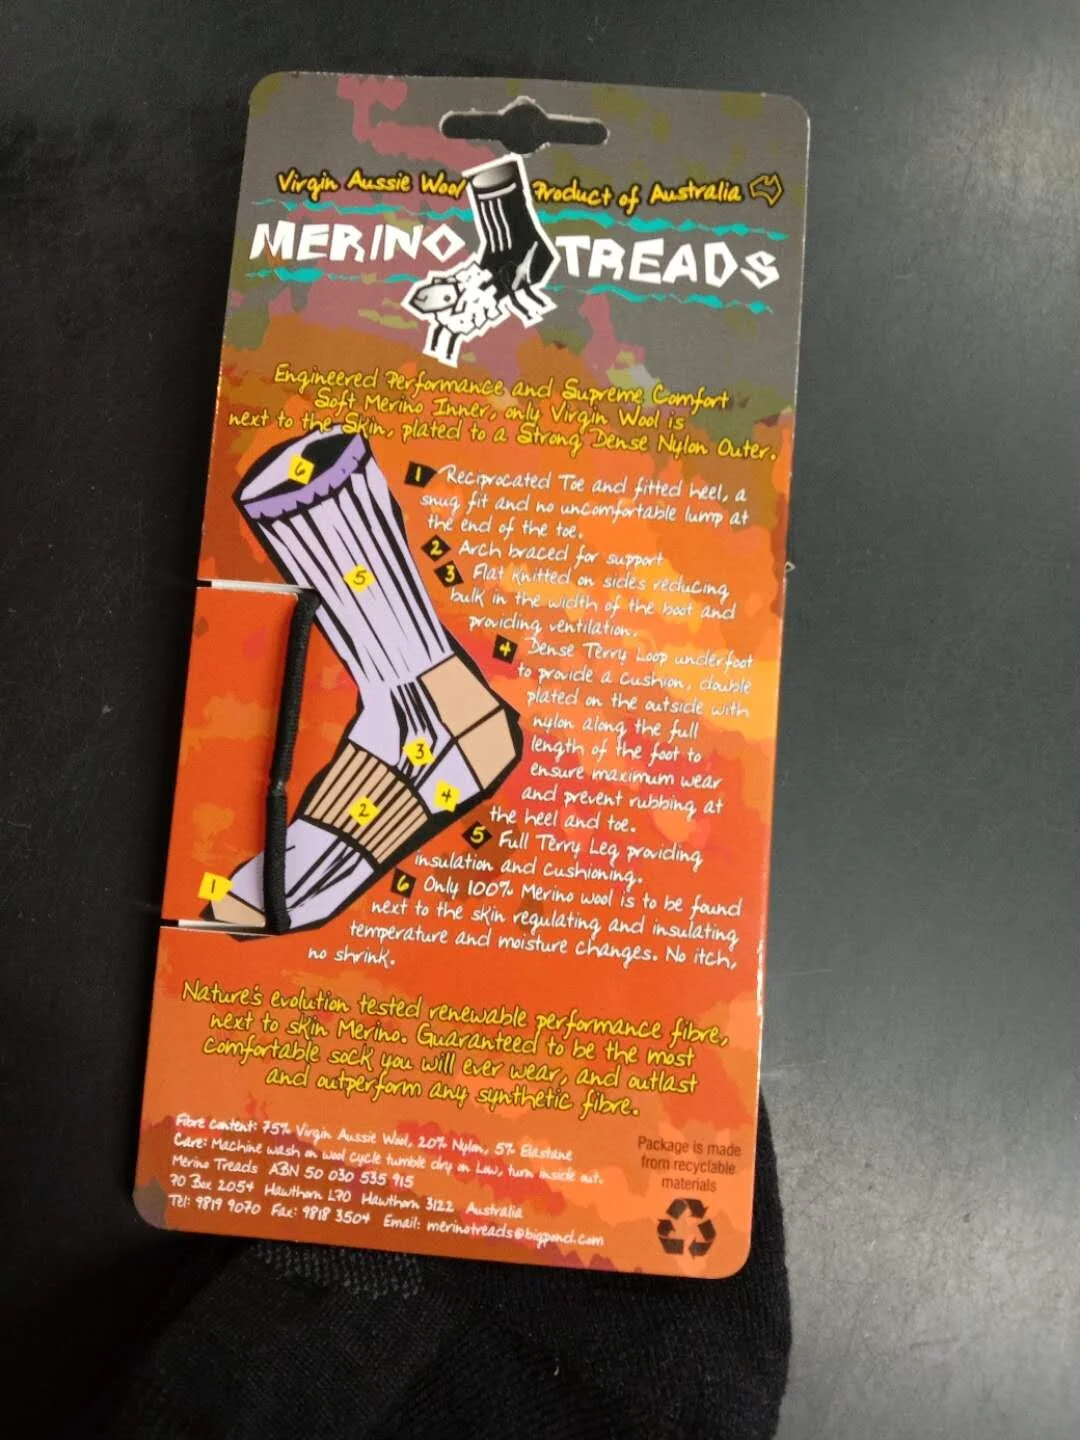 Virgin Aussie Wool Product of Australia
MERINO TREADS
Engineered Performance and Supreme Comfort
Soft Merino Inner, only Virgin Wool is
next to the Skin, plated to a Strong Dense Nylon Outer.
6
5
3
4
2
1
1 Reciprocated Toe and fitted heel, a
snug fit and no uncomfortable lump at
the end of the toe.
2 Arch braced for support
3 Flat knitted on sides reducing
bulk in the width of the boot and
providing ventilation.
4 Dense Terry Loop underfoot
to provide a cushion, double
plated on the outside with
nylon along the full
length of the foot to
ensure maximum wear
and prevent rubbing at
the heel and toe.
5 Full Terry Leg providing
insulation and cushioning.
6 Only 100% Merino wool is to be found
next to the skin regulating and insulating
temperature and moisture changes. No itch,
no shrink.
Nature's evolution tested renewable performance fibre,
next to skin Merino. Guaranteed to be the most
comfortable sock you will ever wear, and outlast
and outperform any synthetic fibre.
Fibre content: 75% Virgin Aussie Wool, 20% Nylon, 5% Elastane
Care: Machine wash on wool cycle tumble dry on Low, turn inside out.
Merino Treads ABN 50 030 535 915
PO Box 2054 Hawthorn LPO Hawthorn 3122 Australia
Tel: 9819 9070 Fax: 9818 3504 Email: merinotreads@bigpond.com
Package is made
from recyclable
materials